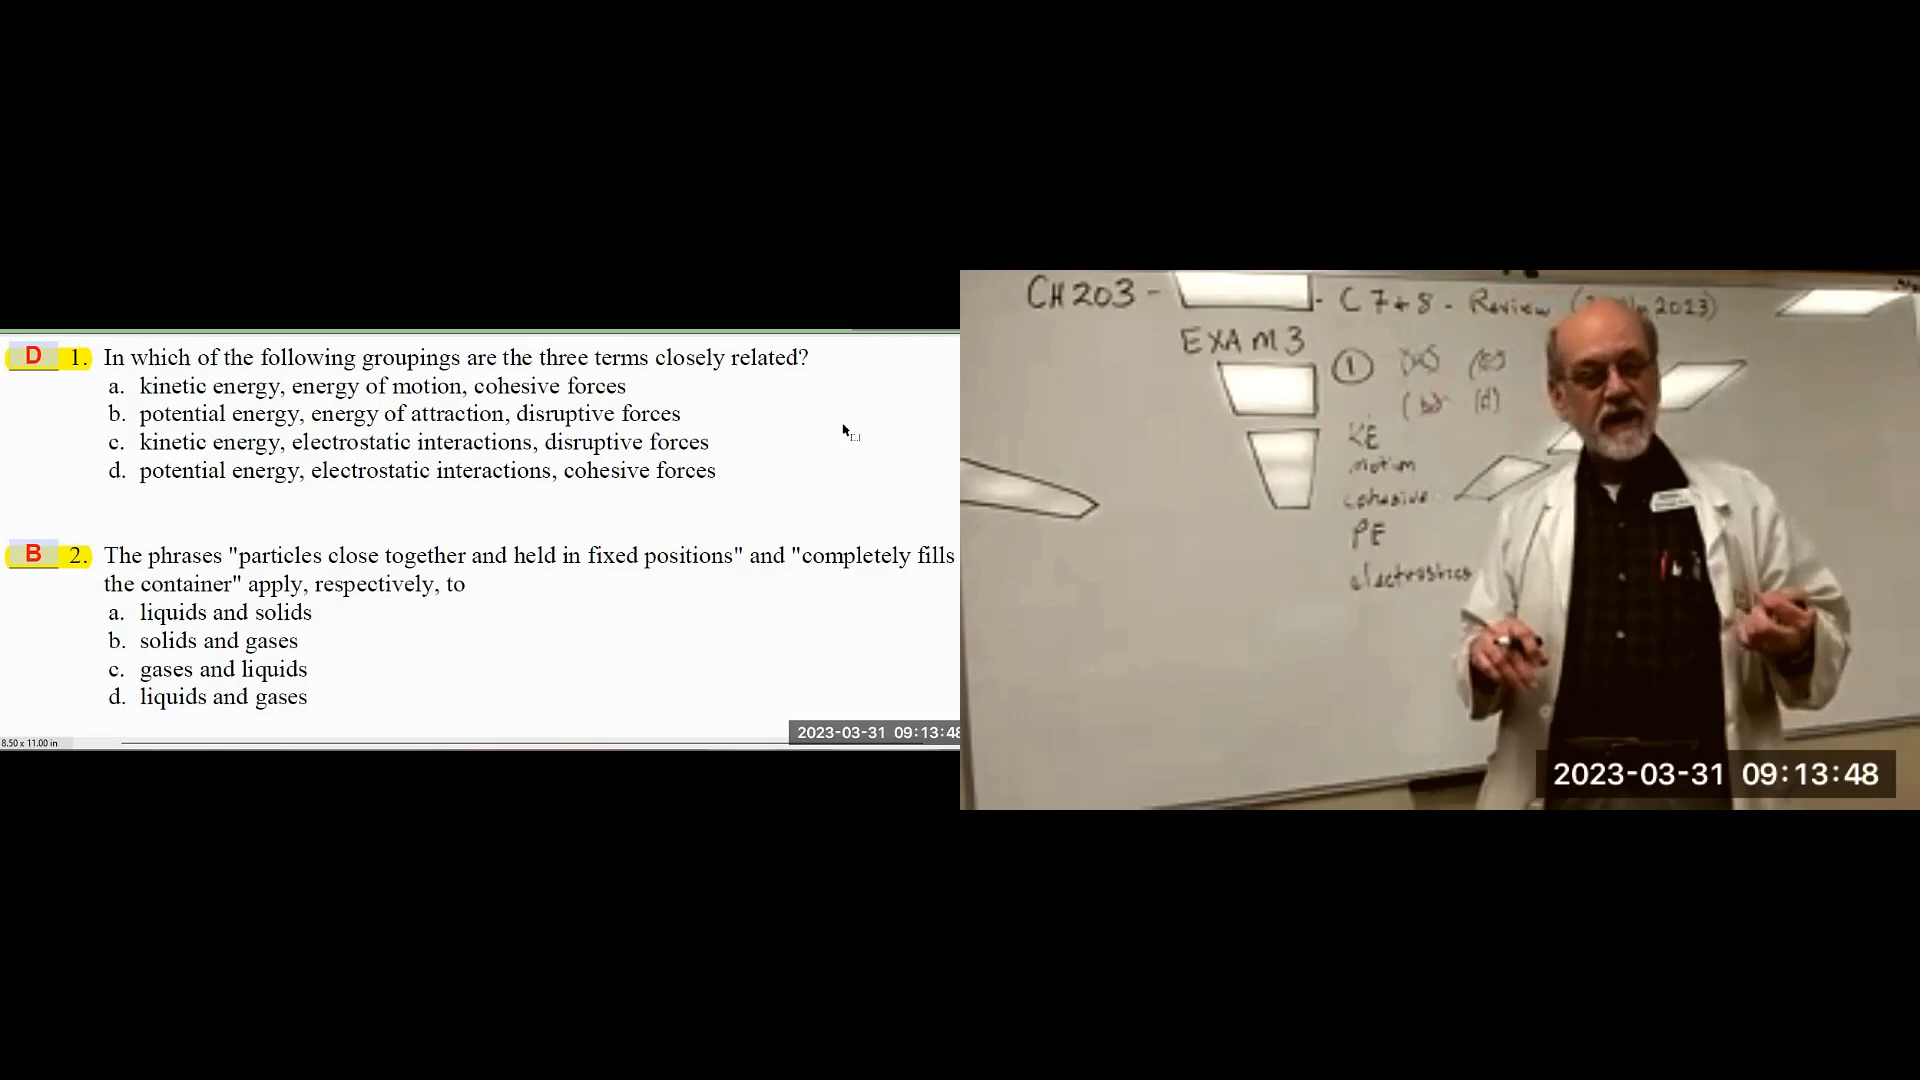 D 1. In which of the following groupings are the three terms closely related?
a. kinetic energy, energy of motion, cohesive forces
b. potential energy, energy of attraction, disruptive forces
c. kinetic energy, electrostatic interactions, disruptive forces
d. potential energy, electrostatic interactions, cohesive forces
B 2. The phrases "particles close together and held in fixed positions" and "completely fills
the container" apply, respectively, to
a. liquids and solids
b. solids and gases
c. gases and liquids
d. liquids and gases
2023-03-31 09:13:48
8.50 x 11.00 in
CH 203 - - C 7+8 - Review 2023)
EXAM 3
1
(d)
KE
motion
cohesive
PE
electrostatics
2023-03-31 09:13:48